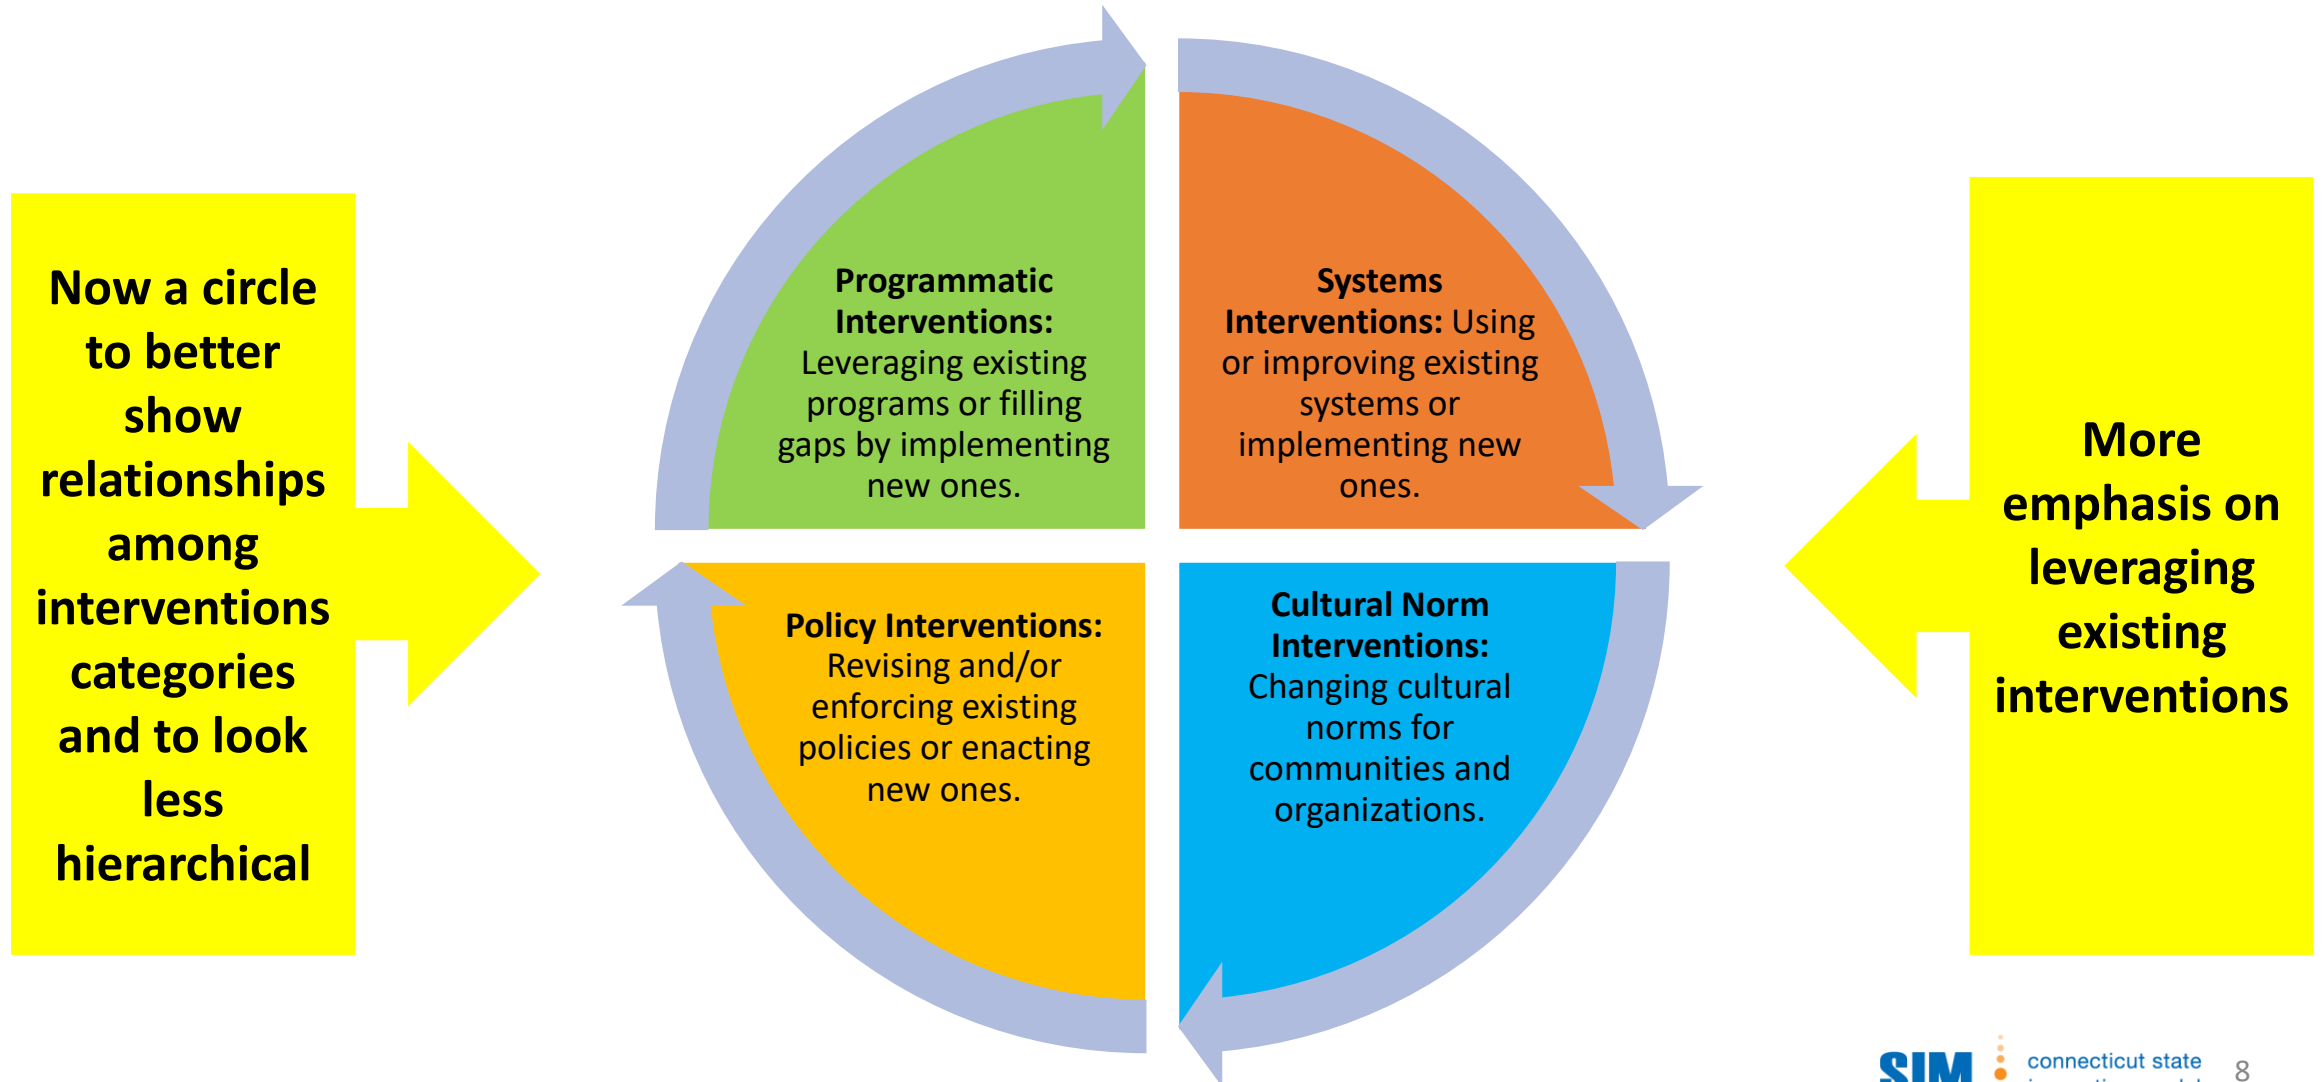 Now a circle
to better
show
relationships
among
interventions
categories
and to look
less
hierarchical
Programmatic
Interventions:
Leveraging existing
programs or filling
gaps by implementing
new ones.
Systems
Interventions: Using
or improving existing
systems or
implementing new
ones.
Policy Interventions:
Revising and/or
enforcing existing
policies or enacting
new ones.
Cultural Norm
Interventions:
Changing cultural
norms for
communities and
organizations.
More
emphasis on
leveraging
existing
interventions
SIM
connecticut state
8